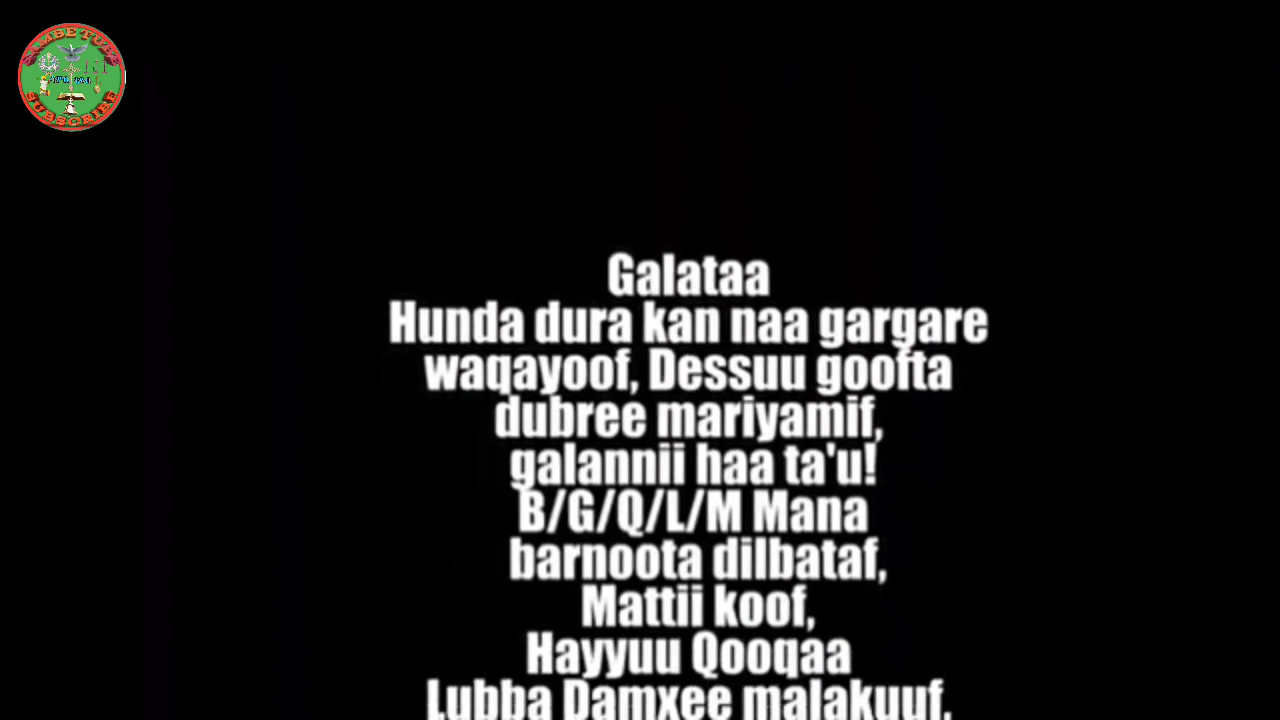 SUBSCRIBE
Galataa
Hunda dura kan naa gargare
waqayoof, Dessuu goofta
dubree mariyamif,
galannii haa ta'u!
B/G/Q/L/M Mana
barnoota dilbataf,
Mattii koof,
Hayyuu Qooqaa
Lubba Damxee malakuuf,